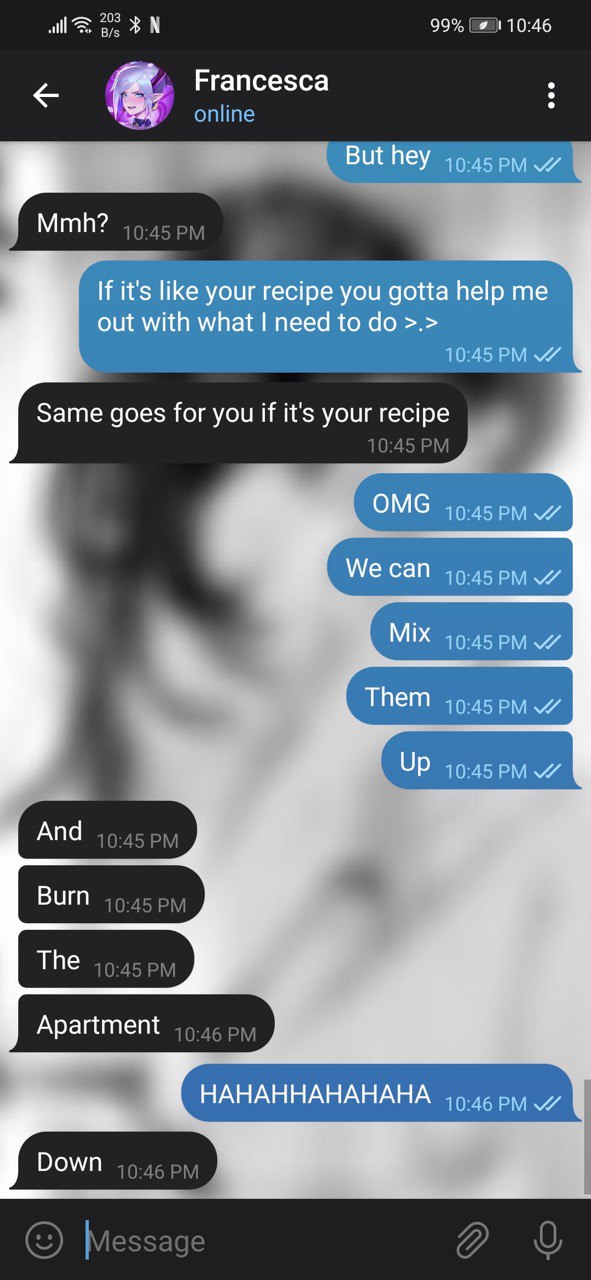 203
B/s
N
99%
10:46
Francesca
online
But hey 10:45 PM
Mmh? 10:45 PM
If it's like your recipe you gotta help me
out with what I need to do >.>
10:45 PM
Same goes for you if it's your recipe
10:45 PM
OMG 10:45 PM
We can 10:45 PM
Mix 10:45 PM
Them 10:45 PM
Up 10:45 PM
And 10:45 PM
Burn 10:45 PM
The 10:45 PM
Apartment 10:46 PM
HAHAHHAHAHAHA 10:46 PM
Down 10:46 PM
Message